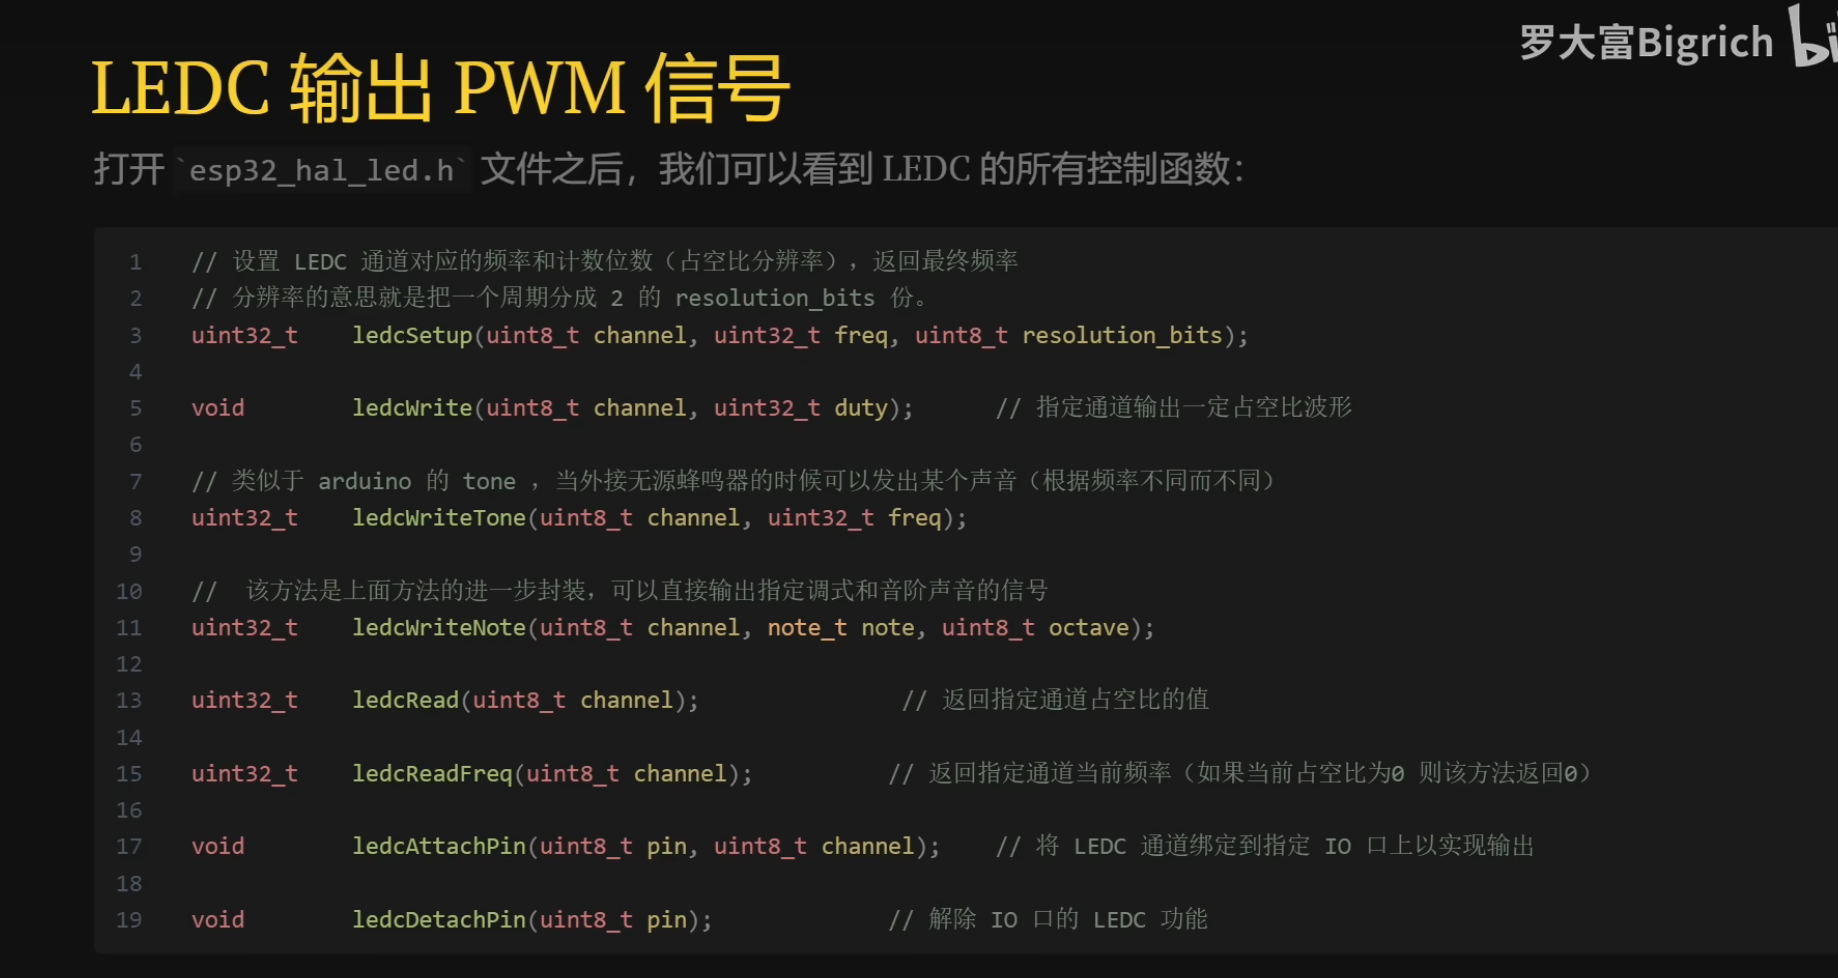 罗大富Bigrich
LEDC 输出 PWM 信号
打开 `esp32_hal_led.h` 文件之后，我们可以看到 LEDC 的所有控制函数：
1 // 设置 LEDC 通道对应的频率和计数位数（占空比分辨率），返回最终频率
2 // 分辨率的意思就是把一个周期分成 2 的 resolution_bits 份。
3 uint32_t ledcSetup(uint8_t channel, uint32_t freq, uint8_t resolution_bits);
4
5 void ledcWrite(uint8_t channel, uint32_t duty); // 指定通道输出一定占空比波形
6
7 // 类似于 arduino 的 tone ，当外接无源蜂鸣器的时候可以发出某个声音（根据频率不同而不同）
8 uint32_t ledcWriteTone(uint8_t channel, uint32_t freq);
9
10 // 该方法是上面方法的进一步封装，可以直接输出指定调式和音阶声音的信号
11 uint32_t ledcWriteNote(uint8_t channel, note_t note, uint8_t octave);
12
13 uint32_t ledcRead(uint8_t channel); // 返回指定通道占空比的值
14
15 uint32_t ledcReadFreq(uint8_t channel); // 返回指定通道当前频率（如果当前占空比为0 则该方法返回0）
16
17 void ledcAttachPin(uint8_t pin, uint8_t channel); // 将 LEDC 通道绑定到指定 IO 口上以实现输出
18
19 void ledcDetachPin(uint8_t pin); // 解除 IO 口的 LEDC 功能